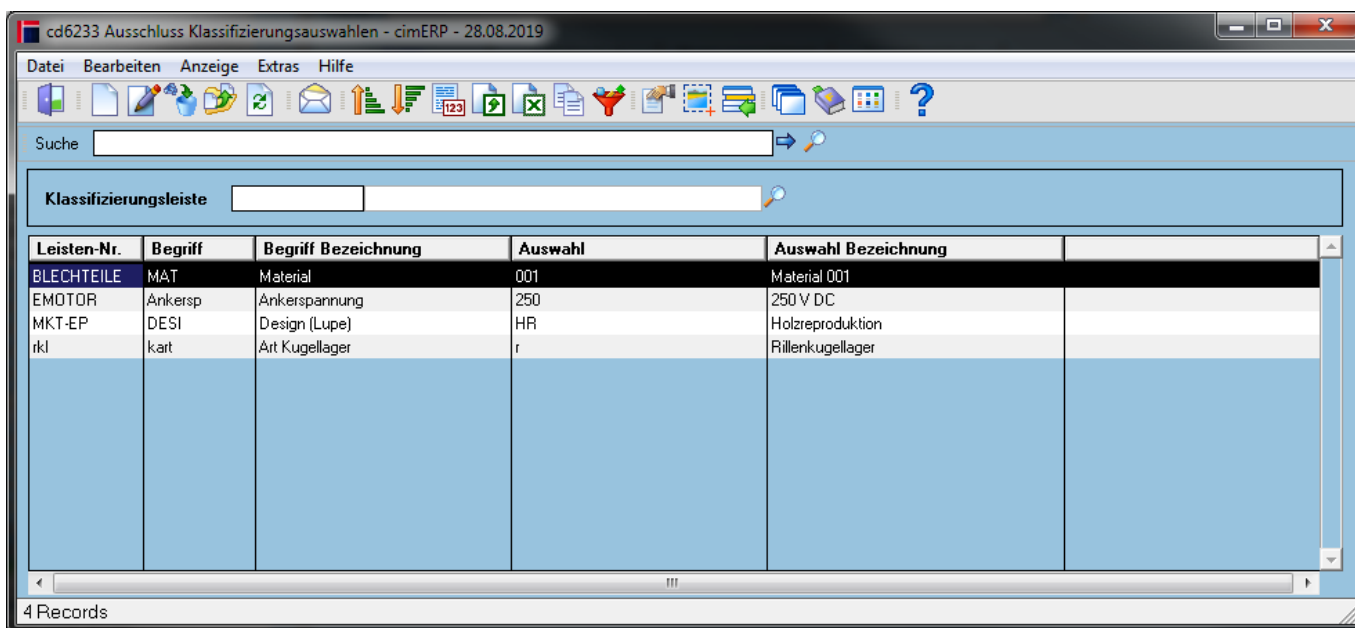 cd6233 Ausschluss Klassifizierungsauswahlen - cimERP - 28.08.2019
Datei Bearbeiten Anzeige Extras Hilfe
123
Suche
Klassifizierungsleiste
Leisten-Nr. Begriff Begriff Bezeichnung Auswahl Auswahl Bezeichnung
BLECHTEILE MAT Material 001 Material 001
EMOTOR Ankersp Ankerspannung 250 250 V DC
MKT-EP DESI Design (Lupe) HR Holzreproduktion
rkl kart Art Kugellager r Rillenkugellager
4 Records